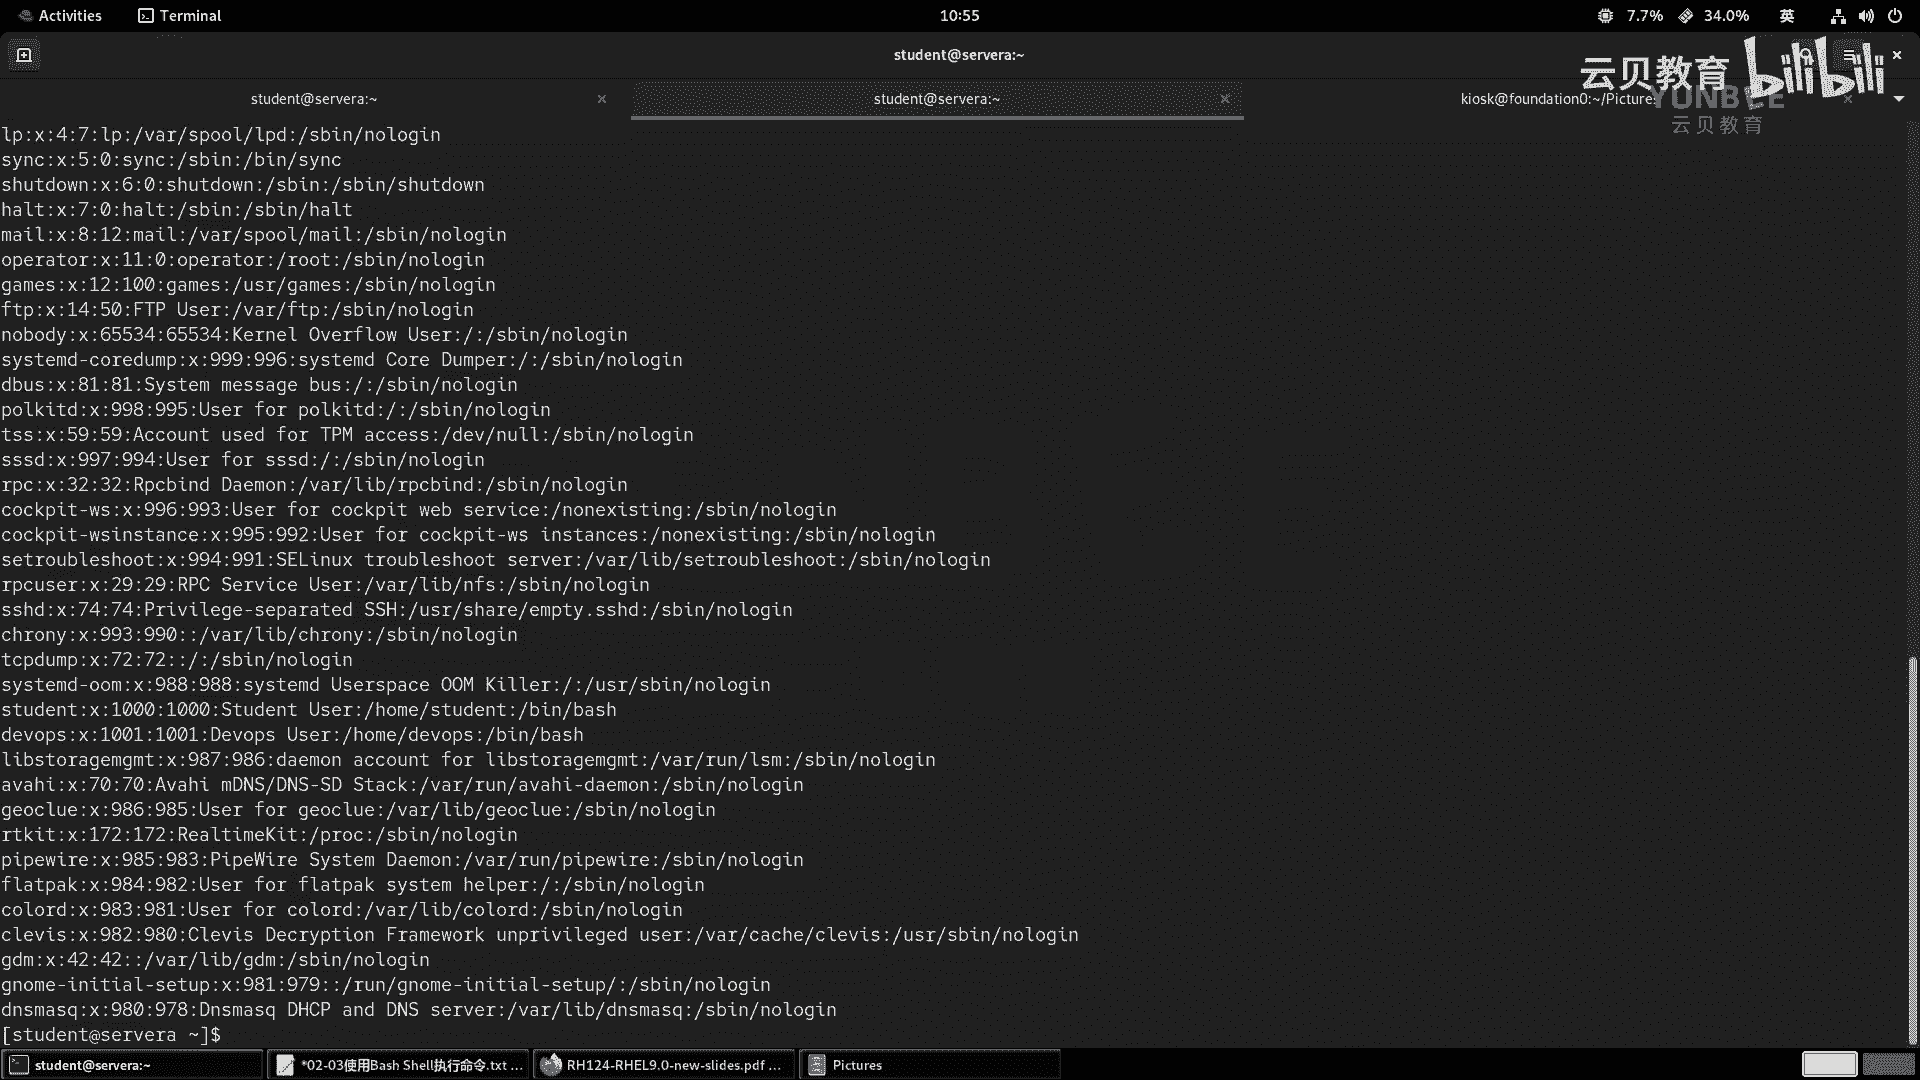 Activities Terminal 10:55 7.7% 34.0% 英
student@servera:~
云贝教育 bilibili
student@servera:~ student@servera:~ kiosk@foundation0:~/Pictures
YUNBEE
云贝教育
lp:x:4:7:lp:/var/spool/lpd:/sbin/nologin
sync:x:5:0:sync:/sbin:/bin/sync
shutdown:x:6:0:shutdown:/sbin:/sbin/shutdown
halt:x:7:0:halt:/sbin:/sbin/halt
mail:x:8:12:mail:/var/spool/mail:/sbin/nologin
operator:x:11:0:operator:/root:/sbin/nologin
games:x:12:100:games:/usr/games:/sbin/nologin
ftp:x:14:50:FTP User:/var/ftp:/sbin/nologin
nobody:x:65534:65534:Kernel Overflow User:/:/sbin/nologin
systemd-coredump:x:999:996:systemd Core Dumper:/:/sbin/nologin
dbus:x:81:81:System message bus:/:/sbin/nologin
polkitd:x:998:995:User for polkitd:/:/sbin/nologin
tss:x:59:59:Account used for TPM access:/dev/null:/sbin/nologin
sssd:x:997:994:User for sssd:/:/sbin/nologin
rpc:x:32:32:Rpcbind Daemon:/var/lib/rpcbind:/sbin/nologin
cockpit-ws:x:996:993:User for cockpit web service:/nonexisting:/sbin/nologin
cockpit-wsinstance:x:995:992:User for cockpit-ws instances:/nonexisting:/sbin/nologin
setroubleshoot:x:994:991:SELinux troubleshoot server:/var/lib/setroubleshoot:/sbin/nologin
rpcuser:x:29:29:RPC Service User:/var/lib/nfs:/sbin/nologin
sshd:x:74:74:Privilege-separated SSH:/usr/share/empty.sshd:/sbin/nologin
chrony:x:993:990::/var/lib/chrony:/sbin/nologin
tcpdump:x:72:72::/:/sbin/nologin
systemd-oom:x:988:988:systemd Userspace OOM Killer:/:/usr/sbin/nologin
student:x:1000:1000:Student User:/home/student:/bin/bash
devops:x:1001:1001:Devops User:/home/devops:/bin/bash
libstoragemgmt:x:987:986:daemon account for libstoragemgmt:/var/run/lsm:/sbin/nologin
avahi:x:70:70:Avahi mDNS/DNS-SD Stack:/var/run/avahi-daemon:/sbin/nologin
geoclue:x:986:985:User for geoclue:/var/lib/geoclue:/sbin/nologin
rtkit:x:172:172:RealtimeKit:/proc:/sbin/nologin
pipewire:x:985:983:PipeWire System Daemon:/var/run/pipewire:/sbin/nologin
flatpak:x:984:982:User for flatpak system helper:/:/sbin/nologin
colord:x:983:981:User for colord:/var/lib/colord:/sbin/nologin
clevis:x:982:980:Clevis Decryption Framework unprivileged user:/var/cache/clevis:/usr/sbin/nologin
gdm:x:42:42::/var/lib/gdm:/sbin/nologin
gnome-initial-setup:x:981:979::/run/gnome-initial-setup/:/sbin/nologin
dnsmasq:x:980:978:Dnsmasq DHCP and DNS server:/var/lib/dnsmasq:/sbin/nologin
[student@servera ~]$
student@servera:~ *02-03使用Bash Shell执行命令.txt ... RH124-RHEL9.0-new-slides.pdf ... Pictures